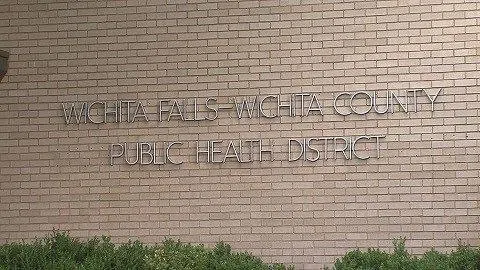 WICHITA FALLS-WICHITA COUNTY
PUBLIC HEALTH DISTRICT